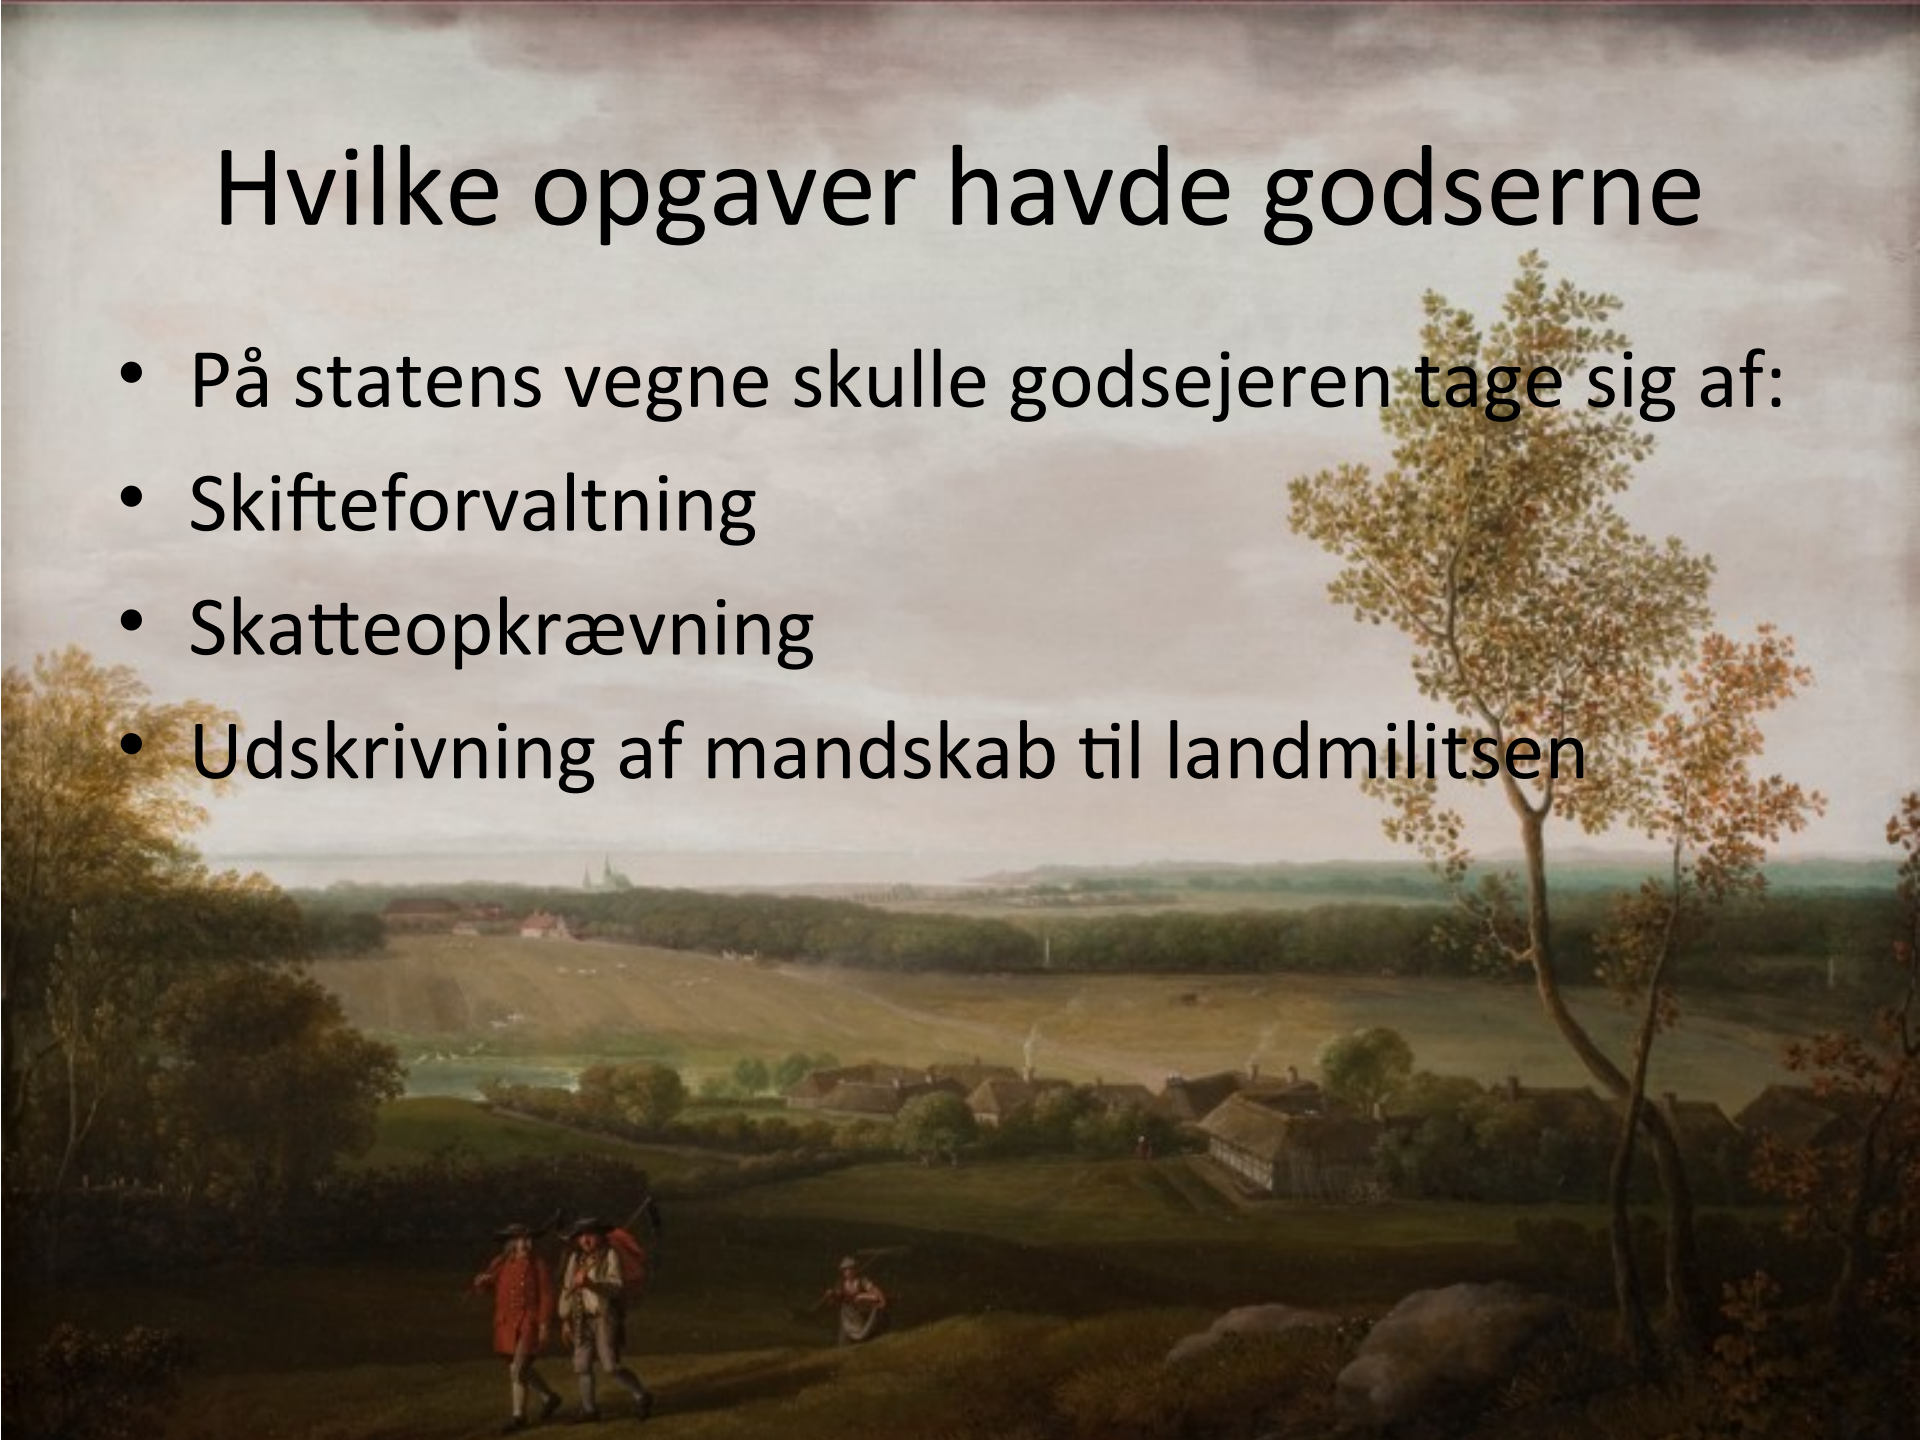 Hvilke opgaver havde godserne
• På statens vegne skulle godsejeren tage sig af:
• Skifteforvaltning
• Skatteopkrævning
• Udskrivning af mandskab til landmilitsen